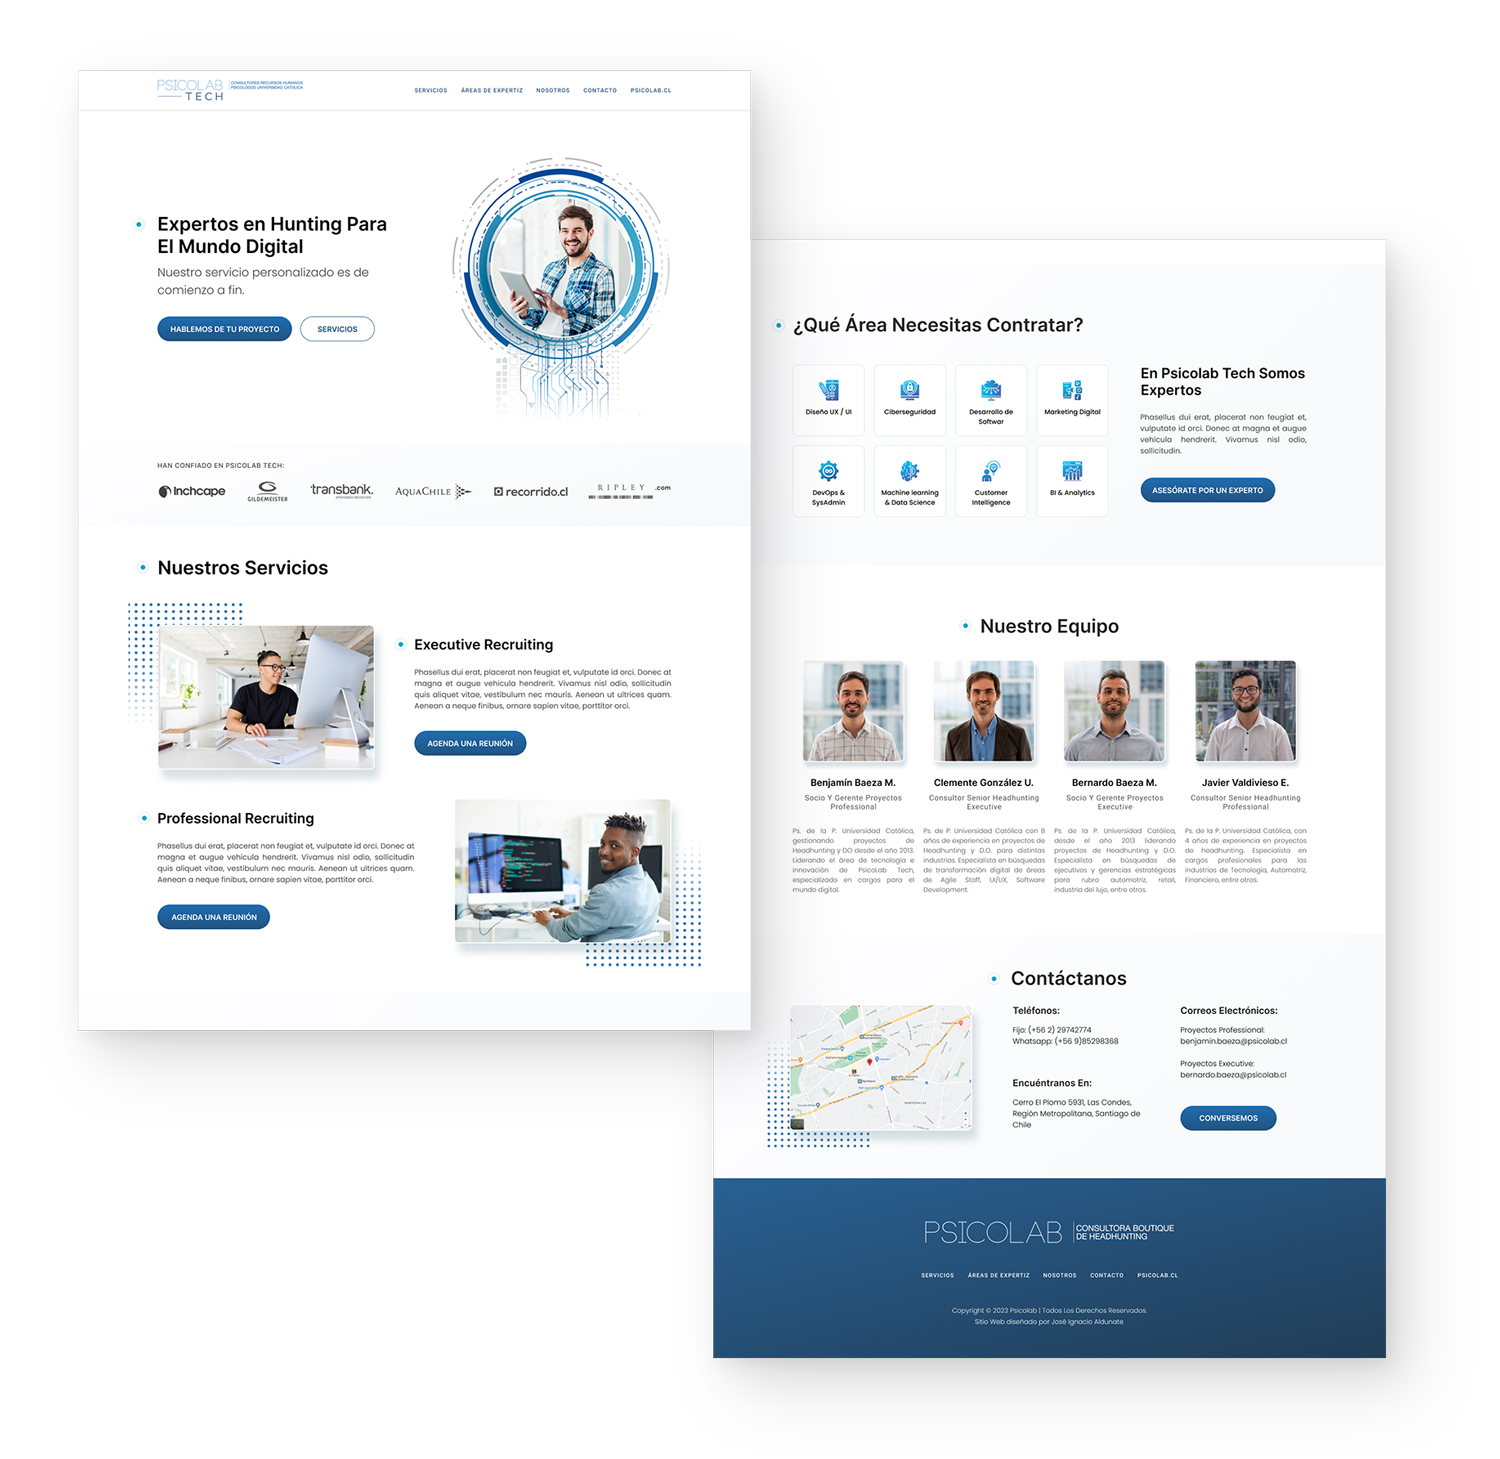 PSICOLAB
TECH
CONSULTORES RECURSOS HUMANOS
PSICOLOGOS UNIVERSIDAD CATOLICA
SERVICIOS ÁREAS DE EXPERTIZ NOSOTROS CONTACTO PSICOLAB.CL
Expertos en Hunting Para
El Mundo Digital
Nuestro servicio personalizado es de
comienzo a fin.
HABLEMOS DE TU PROYECTO SERVICIOS
HAN CONFIADO EN PSICOLAB TECH:
Inchcape
GILDEMEISTER
transbank.
AQUACHILE
recorrido.cl
RIPLEY .com
Nuestros Servicios
Executive Recruiting
Phasellus dui erat, placerat non feugiat et, vulputate id orci. Donec at
magna et augue vehicula hendrerit. Vivamus nisl odio, sollicitudin
quis aliquet vitae, vestibulum nec mauris. Aenean ut ultrices quam.
Aenean a neque finibus, ornare sapien vitae, porttitor orci.
AGENDA UNA REUNIÓN
Professional Recruiting
Phasellus dui erat, placerat non feugiat et, vulputate id orci. Donec at
magna et augue vehicula hendrerit. Vivamus nisl odio, sollicitudin
quis aliquet vitae, vestibulum nec mauris. Aenean ut ultrices quam.
Aenean a neque finibus, ornare sapien vitae, porttitor orci.
AGENDA UNA REUNIÓN
¿Qué Área Necesitas Contratar?
Diseño UX / UI
Ciberseguridad
Desarrollo de
Softwar
Marketing Digital
DevOps &
SysAdmin
Machine learning
& Data Science
Customer
Intelligence
BI & Analytics
En Psicolab Tech Somos
Expertos
Phasellus dui erat, placerat non feugiat et,
vulputate id orci. Donec at magna et augue
vehicula hendrerit. Vivamus nisl odio,
sollicitudin.
ASESÓRATE POR UN EXPERTO
Nuestro Equipo
Benjamín Baeza M.
Socio Y Gerente Proyectos
Professional
Ps. de la P. Universidad Católica,
gestionando proyectos de
Headhunting y DO desde el año 2013.
Liderando el área de tecnología e
innovación de PsicoLab Tech,
especializado en cargos para el
mundo digital.
Clemente González U.
Consultor Senior Headhunting
Executive
Ps. de P. Universidad Católica con 8
años de experiencia en proyectos de
Headhunting y D.O. para distintas
industrias. Especialista en búsquedas
de transformación digital de áreas
de Agile Staff, UI/UX, Software
Development.
Bernardo Baeza M.
Socio Y Gerente Proyectos
Executive
Ps. de la P. Universidad Católica,
desde el año 2013 liderando
proyectos de Headhunting y D.O.
Especialista en búsquedas de
ejecutivos y gerencias estratégicas
para rubro automotriz, retail,
industria del lujo, entre otros.
Javier Valdivieso E.
Consultor Senior Headhunting
Professional
Ps. de la P. Universidad Católica, con
4 años de experiencia en proyectos
de headhunting. Especialista en
cargos profesionales para las
industrias de Tecnología, Automotriz,
Financiero, entre otros.
Contáctanos
Teléfonos:
Fijo: (+56 2) 29742774
Whatsapp: (+56 9)85298368
Encuéntranos En:
Cerro El Plomo 5931, Las Condes,
Región Metropolitana, Santiago de
Chile
Correos Electrónicos:
Proyectos Professional:
benjamin.baeza@psicolab.cl
Proyectos Executive:
bernardo.baeza@psicolab.cl
CONVERSEMOS
PSICOLAB
CONSULTORA BOUTIQUE
DE HEADHUNTING
SERVICIOS ÁREAS DE EXPERTIZ NOSOTROS CONTACTO PSICOLAB.CL
Copyright © 2023 Psicolab | Todos Los Derechos Reservados.
Sitio Web diseñado por José Ignacio Aldunate